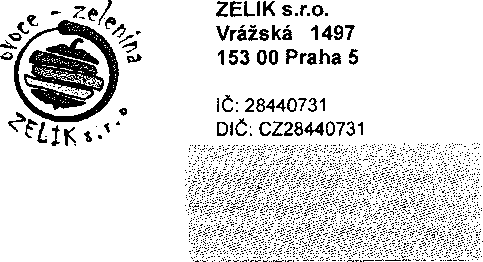 ovoce - zelenina
ZELIK s.r.o
ZELIK s.r.o.
Vrážská 1497
153 00 Praha 5
IČ: 28440731
DIČ: CZ28440731